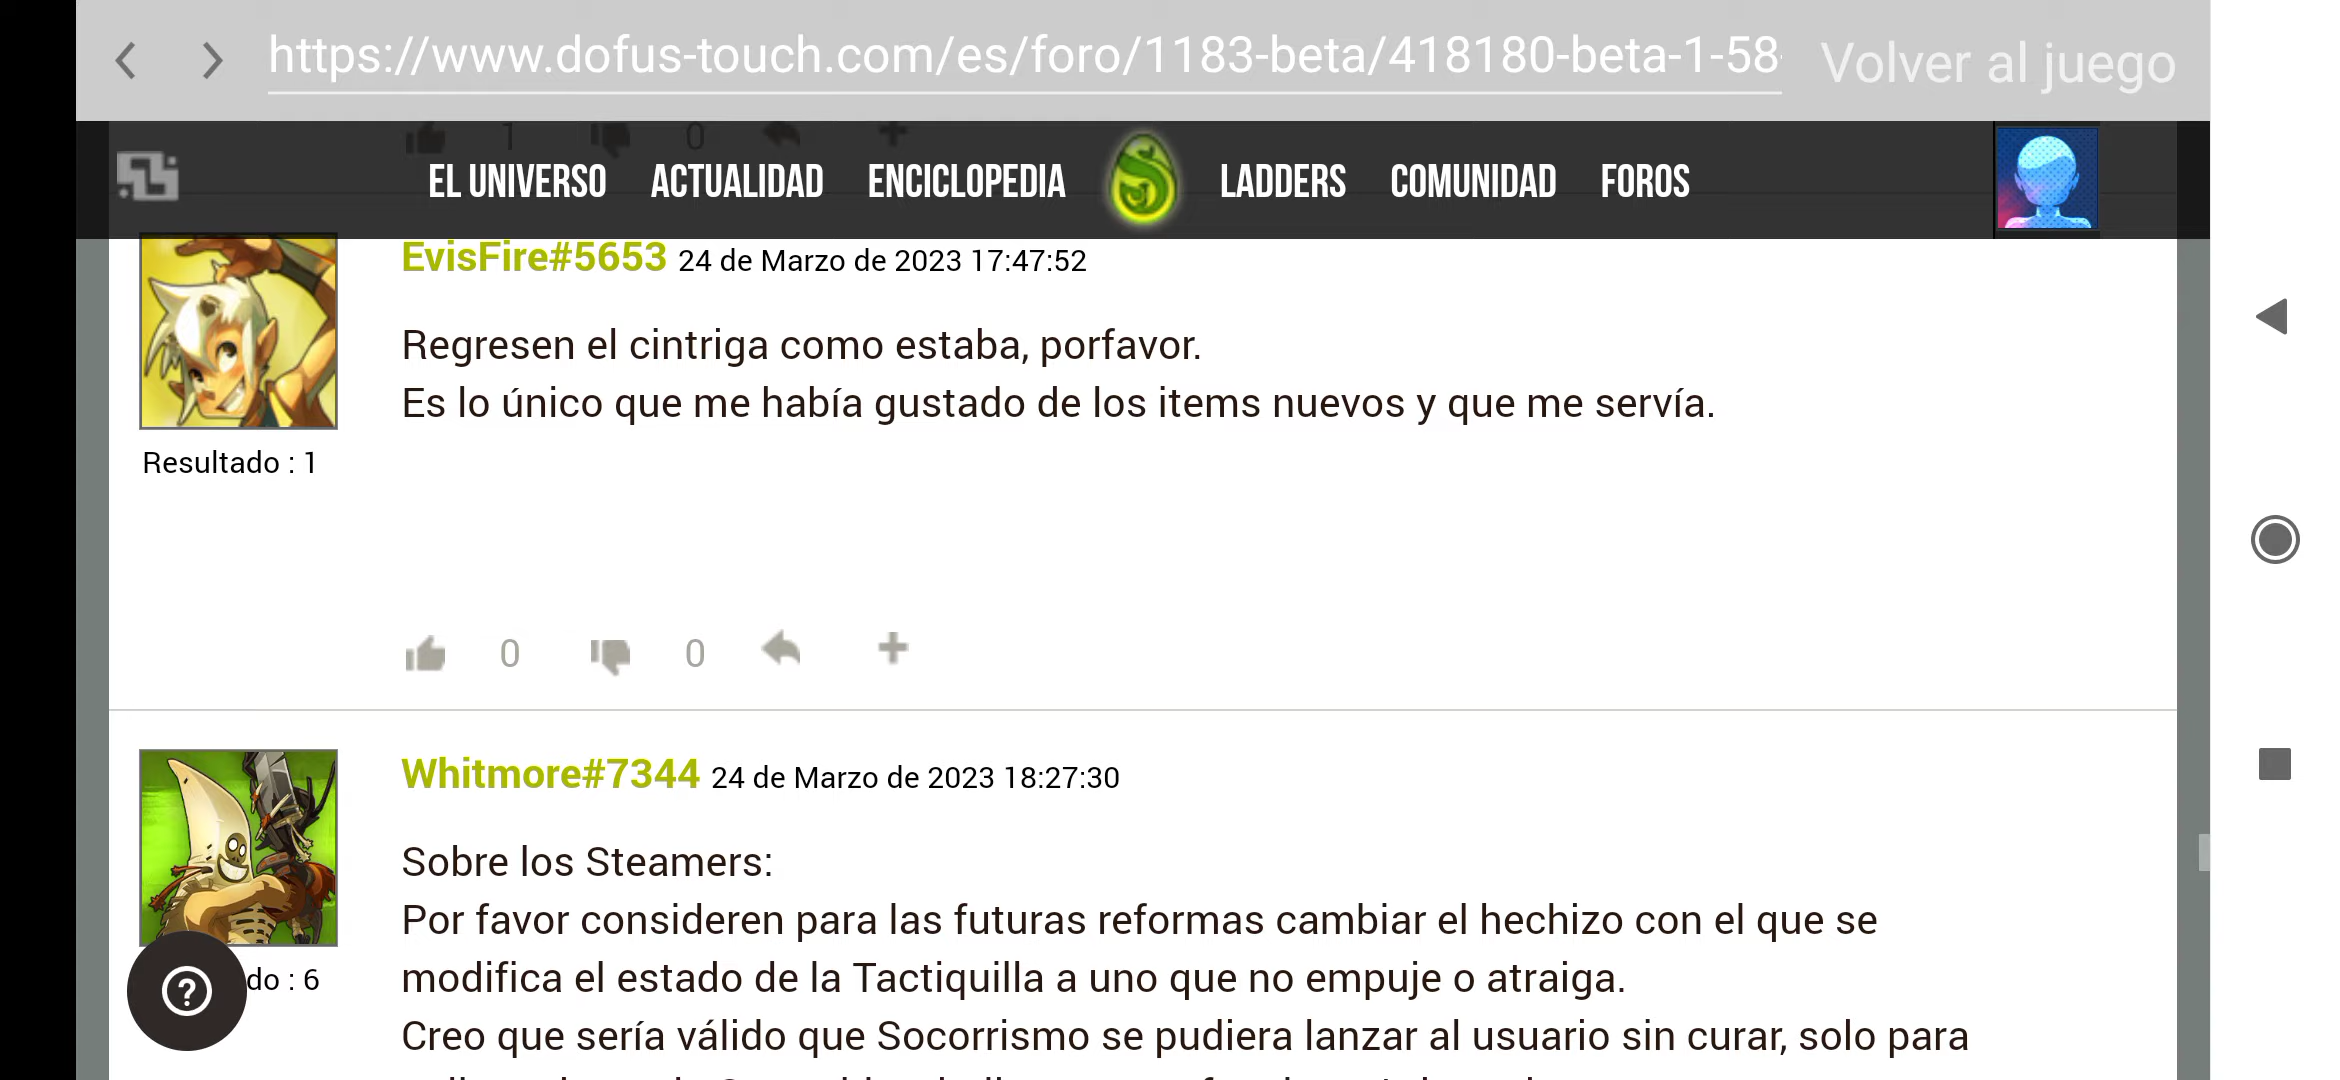 https://www.dofus-touch.com/es/foro/1183-beta/418180-beta-1-58-
Volver al juego
1 0
EL UNIVERSO ACTUALIDAD ENCICLOPEDIA LADDERS COMUNIDAD FOROS
EvisFire#5653 24 de Marzo de 2023 17:47:52
Regresen el cintriga como estaba, porfavor.
Es lo único que me había gustado de los items nuevos y que me servía.
Resultado : 1
0 0
Whitmore#7344 24 de Marzo de 2023 18:27:30
Sobre los Steamers:
Por favor consideren para las futuras reformas cambiar el hechizo con el que se
modifica el estado de la Tactiquilla a uno que no empuje o atraiga.
do : 6
Creo que sería válido que Socorrismo se pudiera lanzar al usuario sin curar, solo para